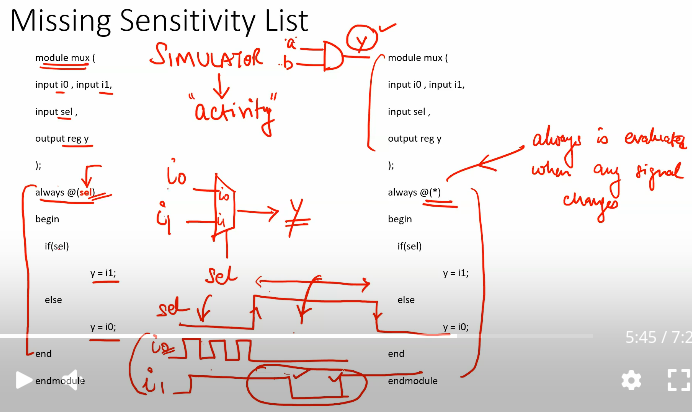 Missing Sensitivity List
module mux (
input i0 , input i1,
input sel ,
output reg y
);
always @(sel)
begin
if(sel)
y = i1;
else
y = i0;
end
endmodule
SIMULATOR
"activity"
a
b
y
i0
i1
i0
i1
y
sel
sel
i0
i1
module mux (
input i0 , input i1,
input sel ,
output reg y
);
always @(*)
begin
if(sel)
y = i1;
else
y = i0;
end
endmodule
always is evaluated
when any signal
changes
5:45 / 7:2